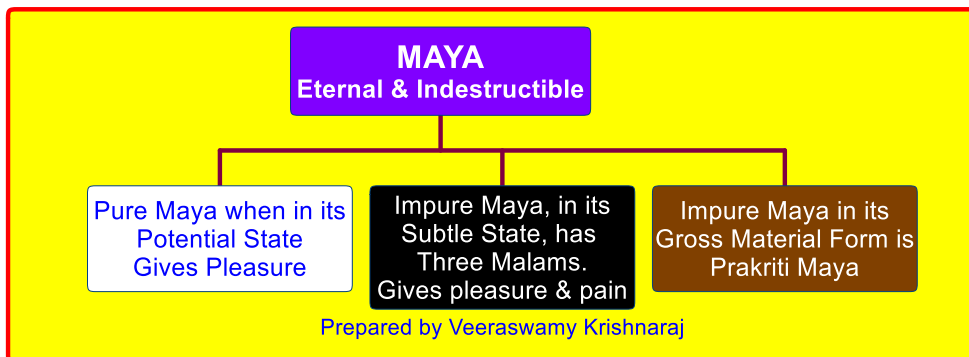 MAYA
Eternal & Indestructible
Pure Maya when in its
Potential State
Gives Pleasure
Impure Maya, in its
Subtle State, has
Three Malams.
Gives pleasure & pain
Impure Maya in its
Gross Material Form is
Prakriti Maya
Prepared by Veeraswamy Krishnaraj